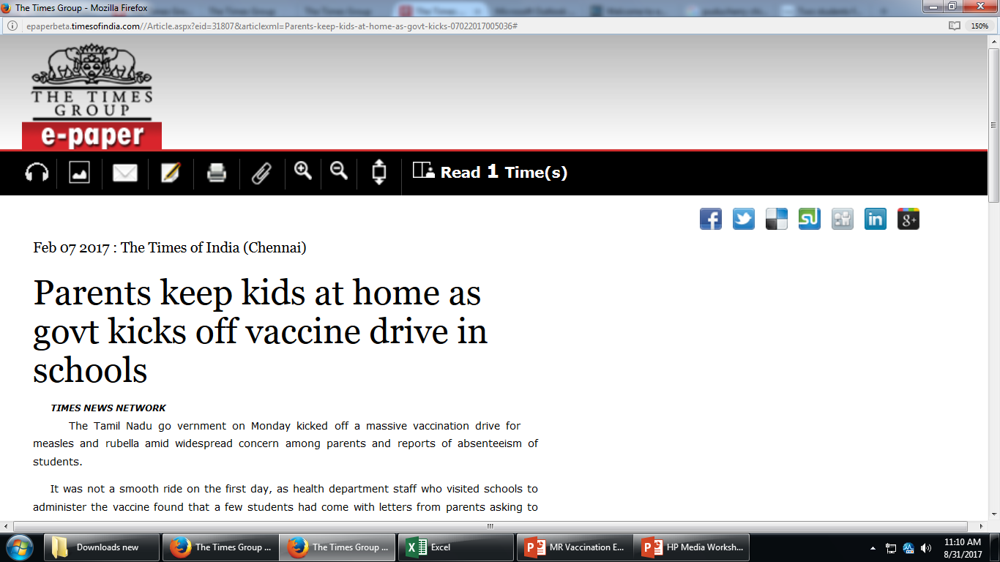 The Times Group - Mozilla Firefox
epaperbeta.timesofindia.com//Article.aspx?eid=31807&articlexml=Parents-keep-kids-at-home-as-govt-kicks-07022017005036#
150%
THE TIMES
GROUP
e-paper
Read 1 Time(s)
Feb 07 2017 : The Times of India (Chennai)
Parents keep kids at home as
govt kicks off vaccine drive in
schools
TIMES NEWS NETWORK
The Tamil Nadu go vernment on Monday kicked off a massive vaccination drive for
measles and rubella amid widespread concern among parents and reports of absenteeism of
students.
It was not a smooth ride on the first day, as health department staff who visited schools to
administer the vaccine found that a few students had come with letters from parents asking to
Downloads new
The Times Group ...
The Times Group ...
Excel
MR Vaccination E...
HP Media Worksh...
11:10 AM
8/31/2017